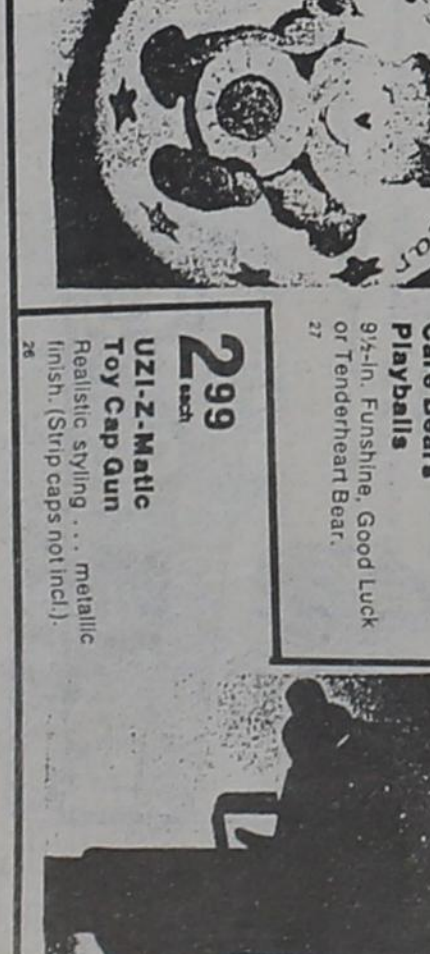 Playballs
9½-in. Funshine, Good Luck
or Tenderheart Bear.
27
2 99
each
UZI-Z-Matic
Toy Cap Gun
Realistic styling . . . metallic
finish. (Strip caps not incl.).
26